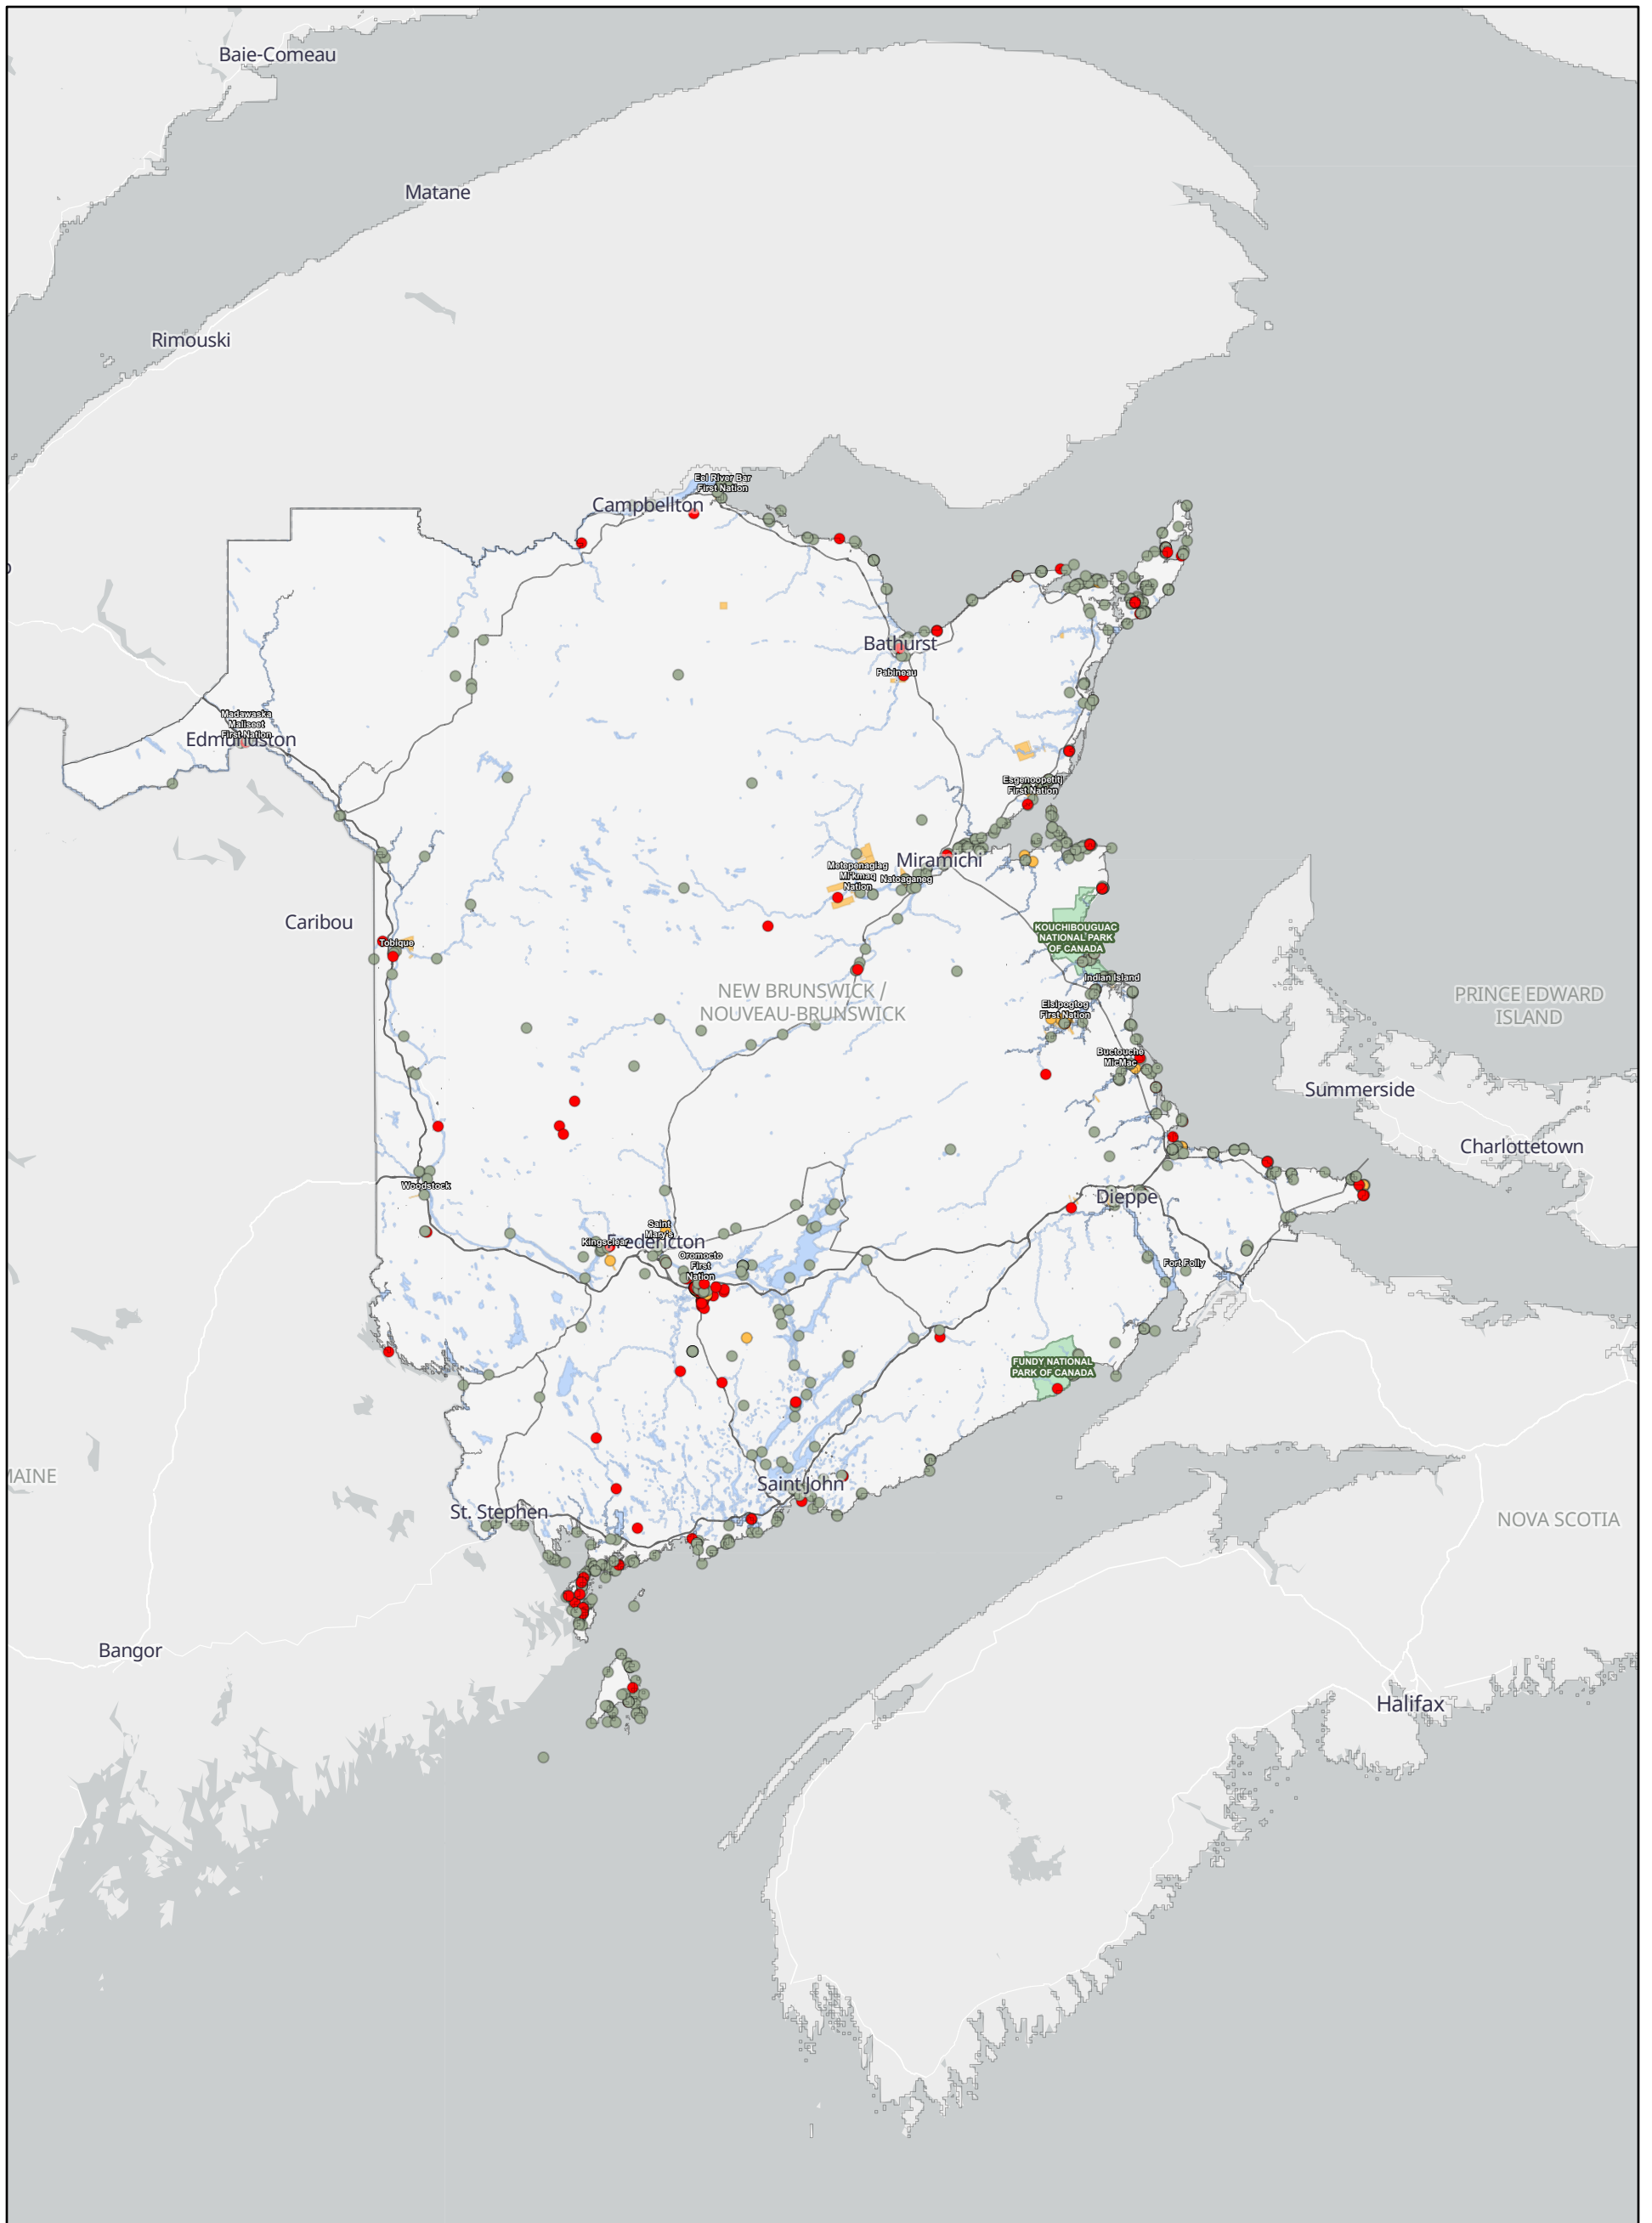 Baie-Comeau
Matane
Rimouski
Eel River Bar
First Nation
Campbellton
Bathurst
Pabineau
Madawaska
Maliseet
First Nation
Edmundston
Esgenoopetitj
First Nation
Miramichi
Metepenagiag
Mi'kmaq
Nation
Natoaganeg
Caribou
Tobique
KOUCHIBOUGUAC
NATIONAL PARK
OF CANADA
Indian Island
NEW BRUNSWICK /
NOUVEAU-BRUNSWICK
Elsipogtog
First Nation
PRINCE EDWARD
ISLAND
Buctouche
MicMac
Summerside
Charlottetown
Woodstock
Dieppe
Saint
Mary's
Kingsclear
Fredericton
Oromocto
First
Nation
Fort Folly
FUNDY NATIONAL
PARK OF CANADA
MAINE
Saint John
St. Stephen
NOVA SCOTIA
Bangor
Halifax